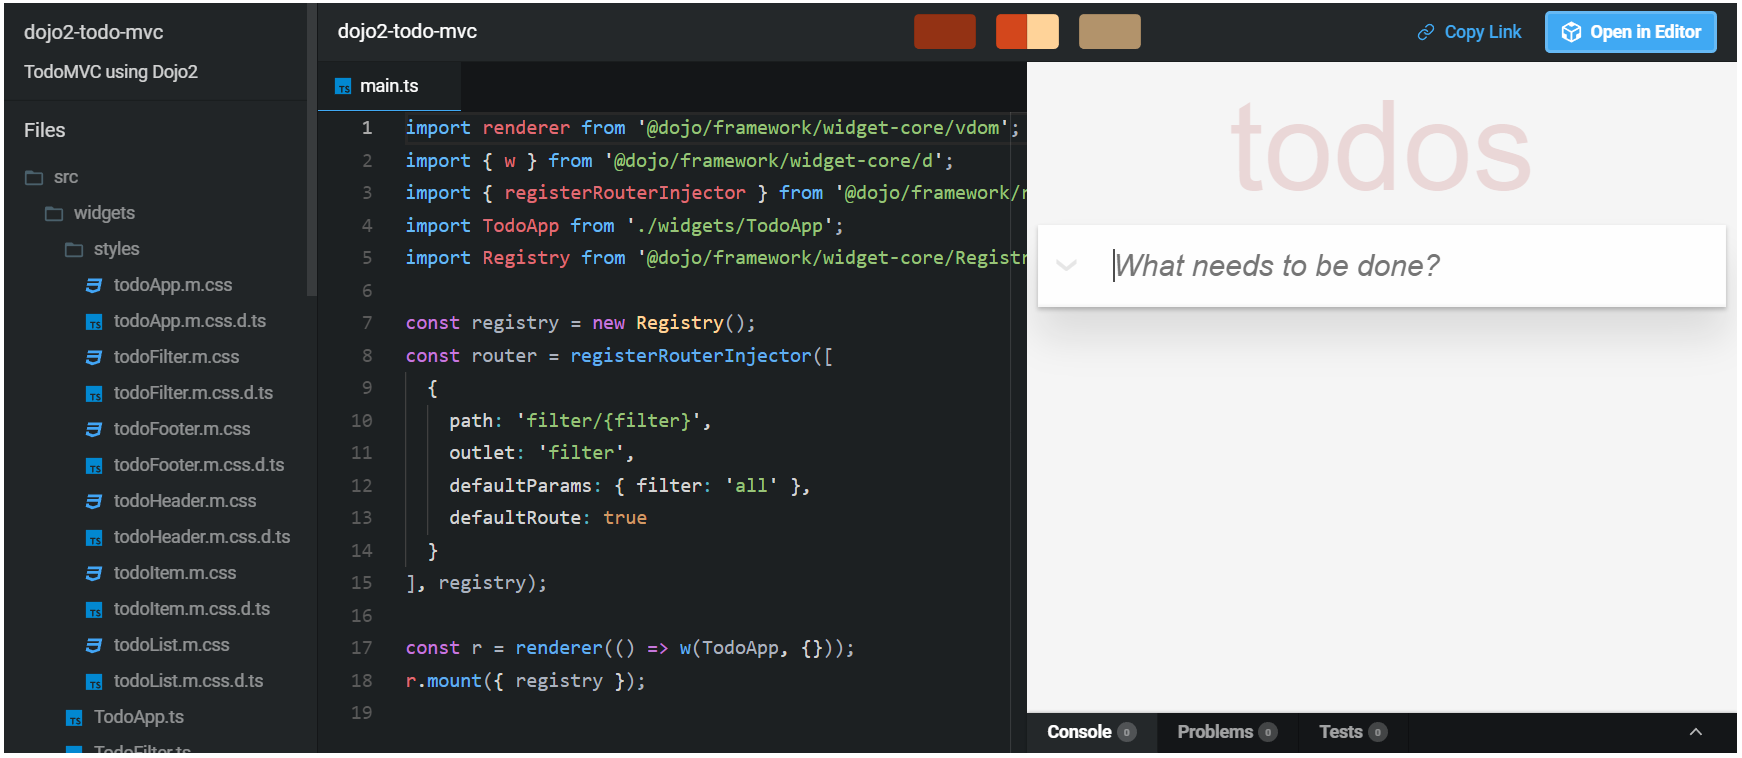 dojo2-todo-mvc
TodoMVC using Dojo2
Files
src
widgets
styles
todoApp.m.css
todoApp.m.css.d.ts
todoFilter.m.css
todoFilter.m.css.d.ts
todoFooter.m.css
todoFooter.m.css.d.ts
todoHeader.m.css
todoHeader.m.css.d.ts
todoItem.m.css
todoItem.m.css.d.ts
todoList.m.css
todoList.m.css.d.ts
TodoApp.ts
TodoFilter.ts
dojo2-todo-mvc
Copy Link
Open in Editor
main.ts
1 import renderer from '@dojo/framework/widget-core/vdom';
2 import { w } from '@dojo/framework/widget-core/d';
3 import { registerRouterInjector } from '@dojo/framework/r
4 import TodoApp from './widgets/TodoApp';
5 import Registry from '@dojo/framework/widget-core/Registr
6
7 const registry = new Registry();
8 const router = registerRouterInjector([
9 {
10 path: 'filter/{filter}',
11 outlet: 'filter',
12 defaultParams: { filter: 'all' },
13 defaultRoute: true
14 }
15 ], registry);
16
17 const r = renderer(() => w(TodoApp, {}));
18 r.mount({ registry });
19
todos
What needs to be done?
Console 0 Problems 0 Tests 0